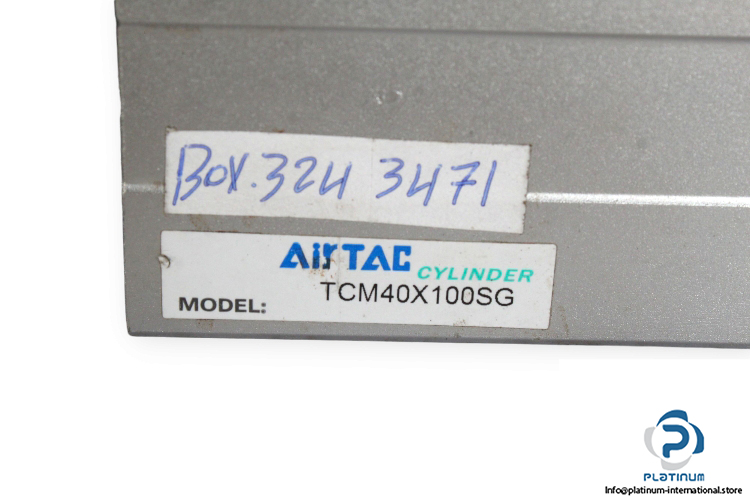 BOX.324 3471
AirTAC CYLINDER
MODEL: TCM40X100SG
PLATINUM
Info@platinum-international.store